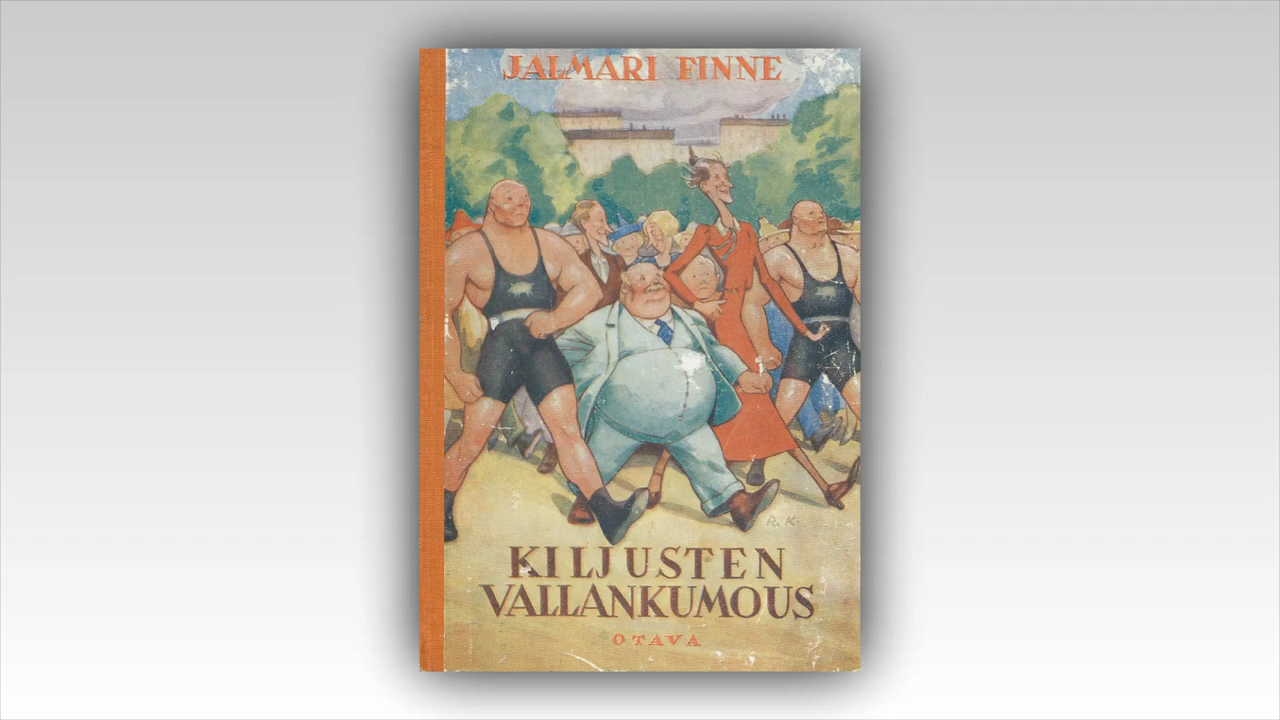 JALMARI FINNE
R. K.
KILJUSTEN
VALLANKUMOUS
OTAVA